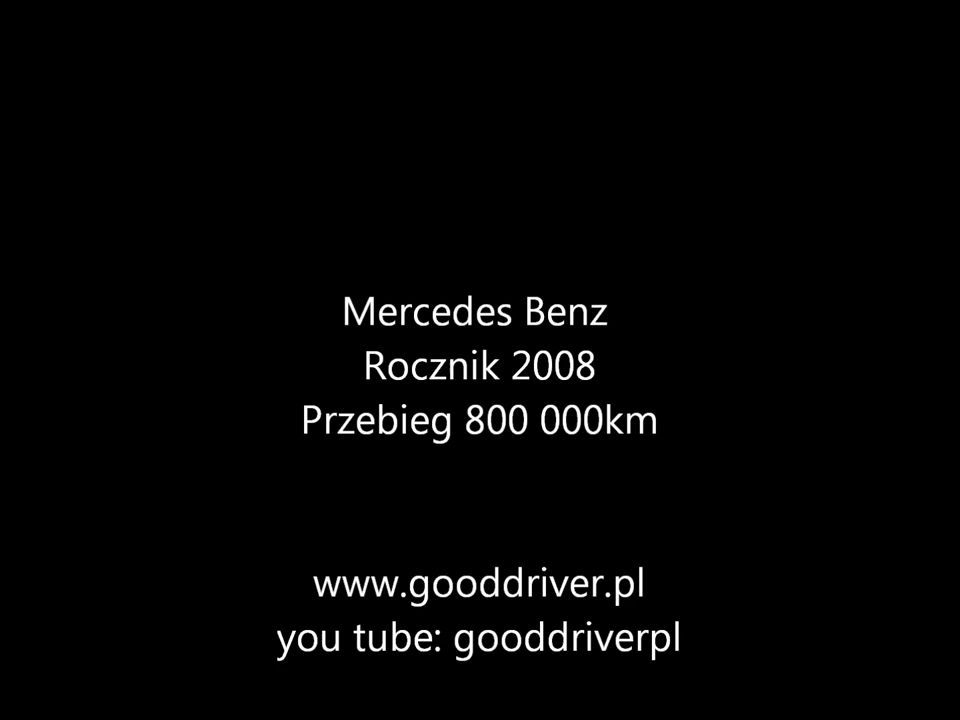 Mercedes Benz
Rocznik 2008
Przebieg 800 000km
www.gooddriver.pl
you tube: gooddriverpl